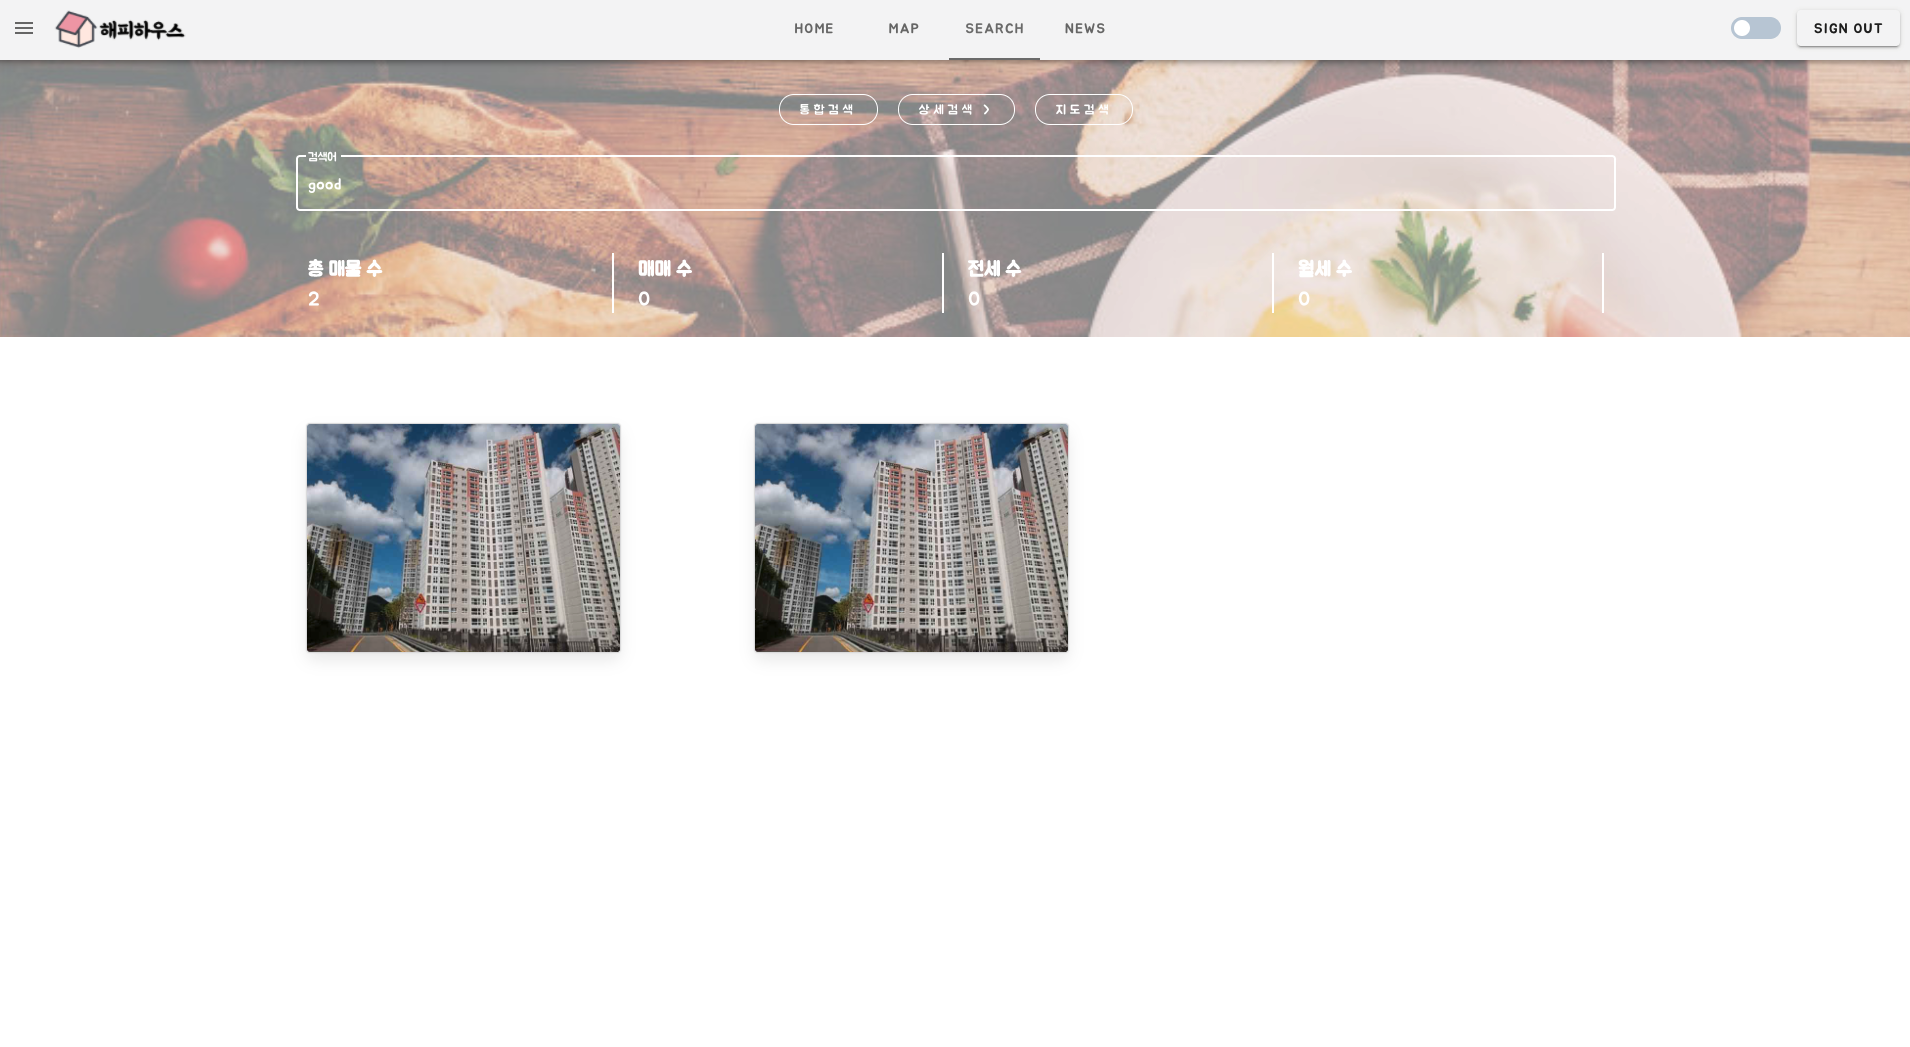 해피하우스
HOME MAP SEARCH NEWS
SIGN OUT
통합검색 상세검색 지도검색
검색어
good
총 매물 수 매매 수 전세 수 월세 수
2 0 0 0